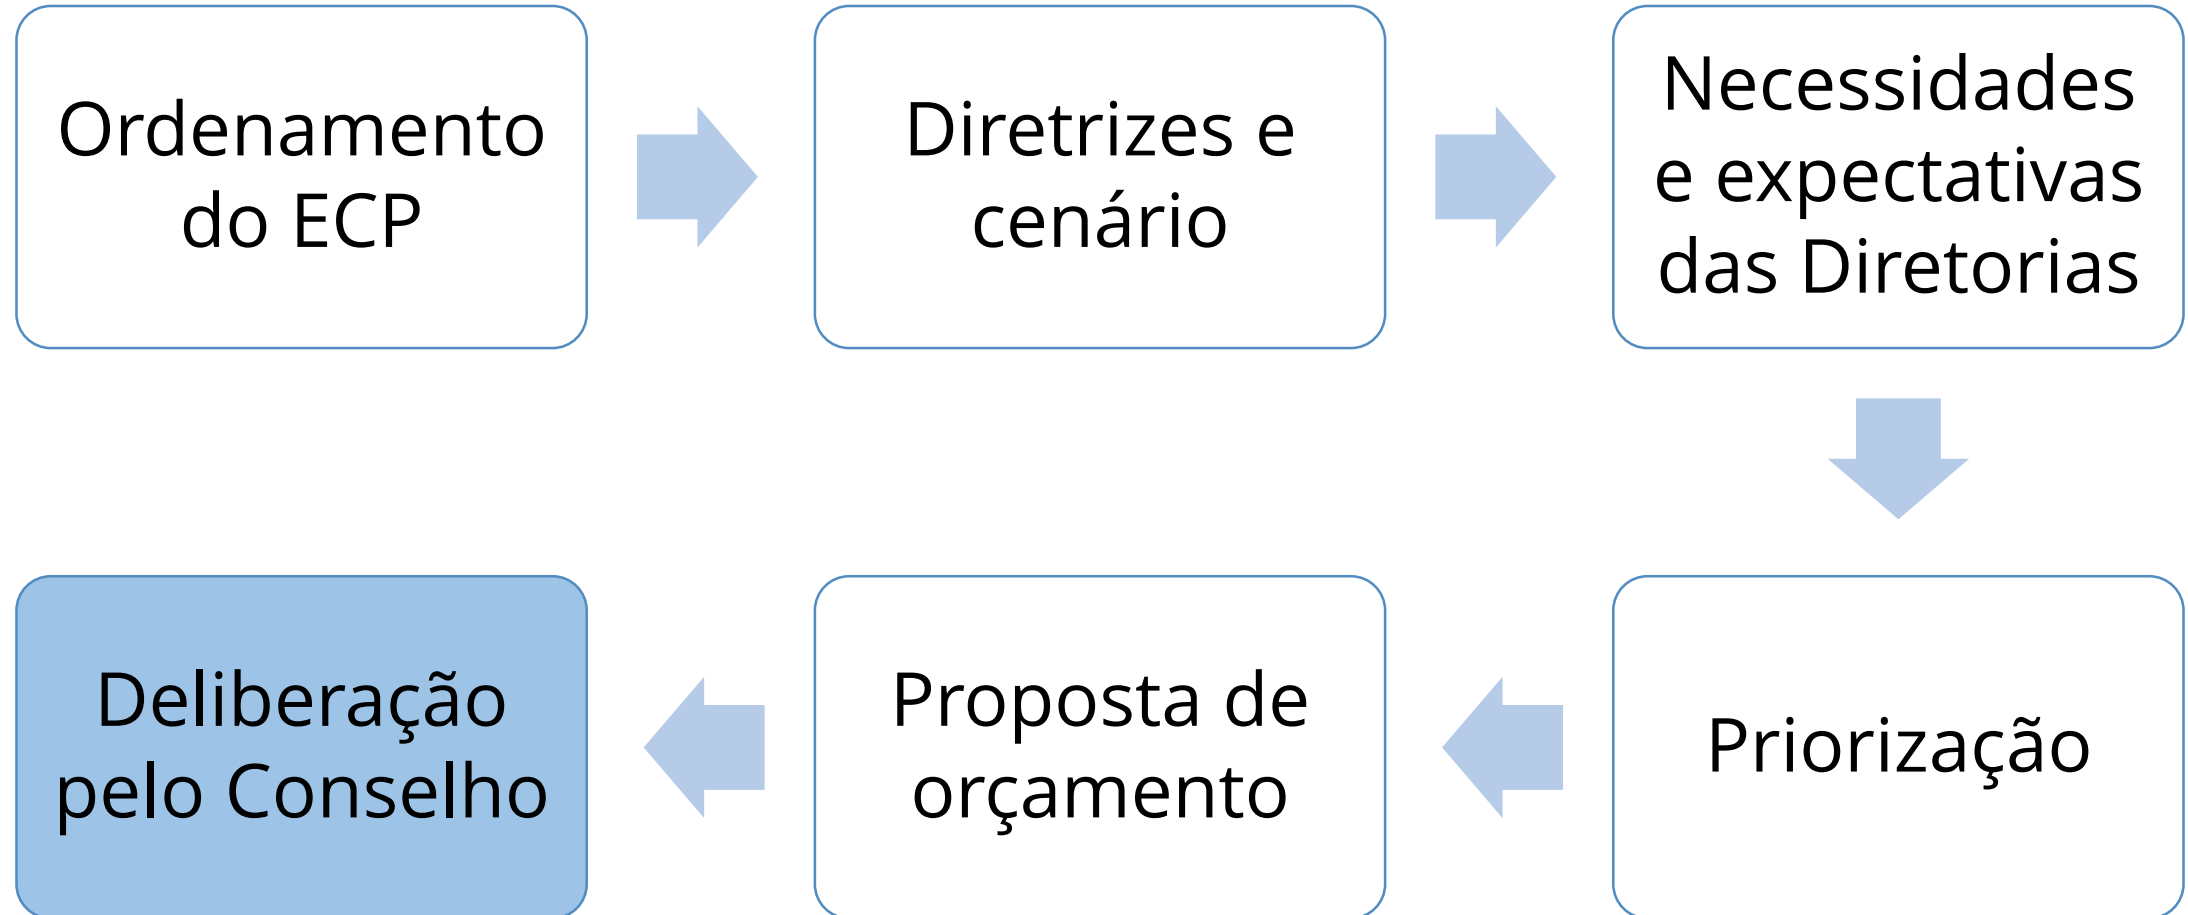 Ordenamento
do ECP
Diretrizes e
cenário
Necessidades
e expectativas
das Diretorias
Priorização
Proposta de
orçamento
Deliberação
pelo Conselho